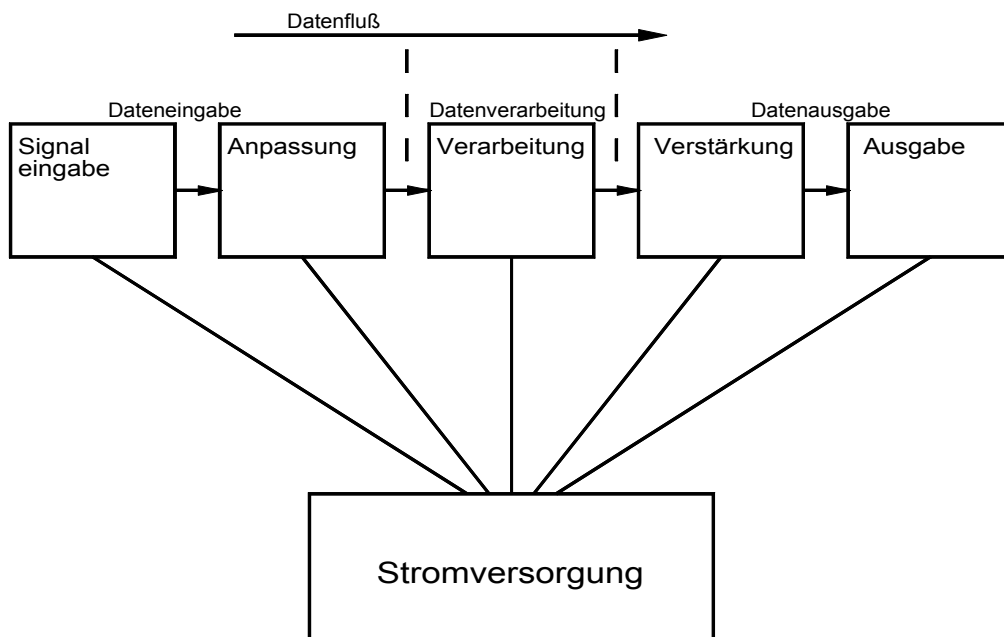 Datenfluß
Dateneingabe
Datenverarbeitung
Datenausgabe
Signal
eingabe
Anpassung
Verarbeitung
Verstärkung
Ausgabe
Stromversorgung